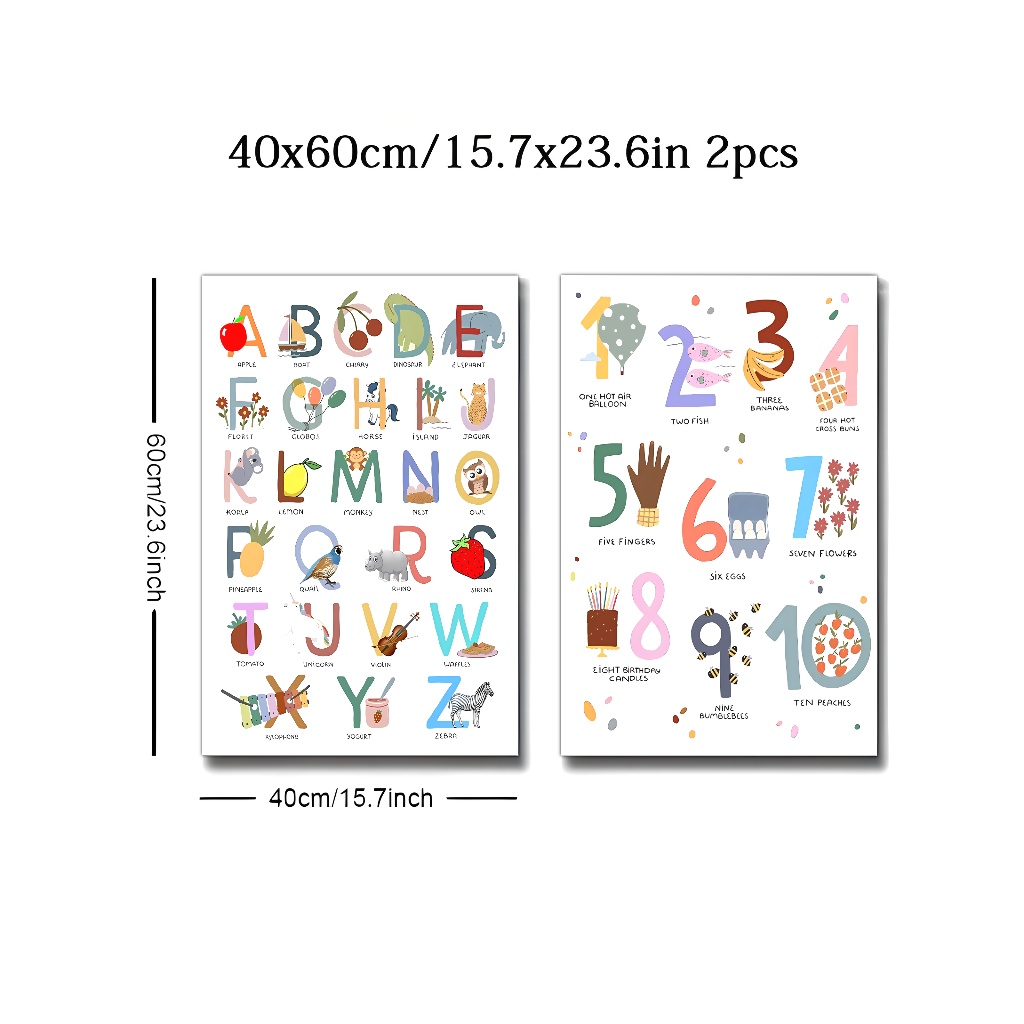 40x60cm/15.7x23.6in 2pcs
60cm/23.6inch
A B C D E
APPLE BOAT CHERRY DINOSAUR ELEPHANT
F G H I J
FLORET GLOBOS HORSE ISLAND JAGUAR
K L M N O
KOALA LEMON MONKEY NEST OWL
P Q R S
PINEAPPLE QUAIL RHINO
T U V W
TOMATO UNICORN VIOLIN WAFFLES
X Y Z
XYLOPHONE YOGURT ZEBRA
40cm/15.7inch
1 2 3 4
ONE HOT AIR
BALLOON
TWO FISH
THREE
BANANAS
FOUR HOT
CROSS BUNS
5 6 7
FIVE FINGERS
SIX EGGS
SEVEN FLOWERS
8 9 10
EIGHT BIRTHDAY
CANDLES
NINE
BUMBLEBEES
TEN PEACHES